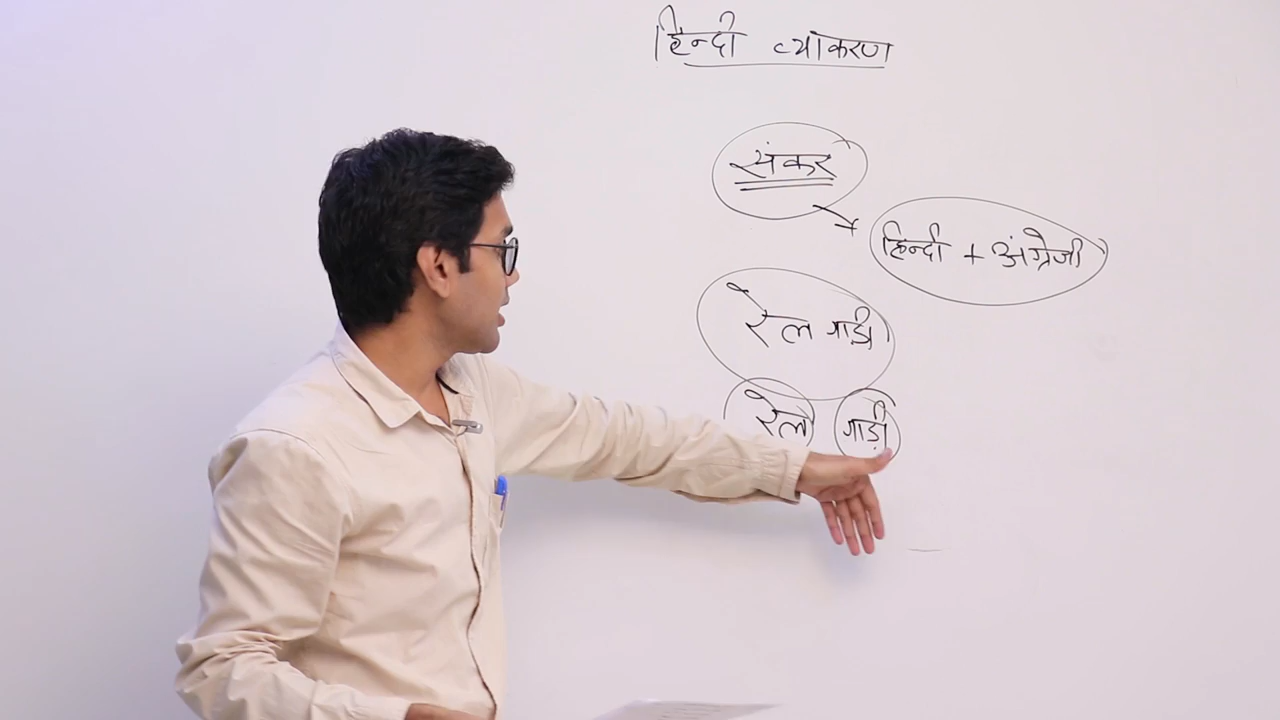 हिन्दी व्याकरण
संकर
हिन्दी + अंग्रेजी
रेल गाड़ी
रेल गाड़ी